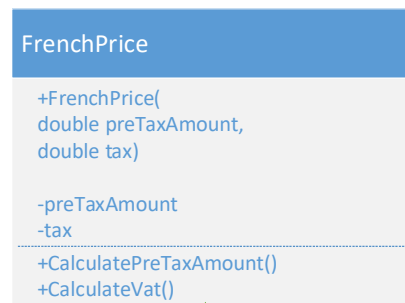 FrenchPrice
+FrenchPrice(
double preTaxAmount,
double tax)
-preTaxAmount
-tax
+CalculatePreTaxAmount()
+CalculateVat()